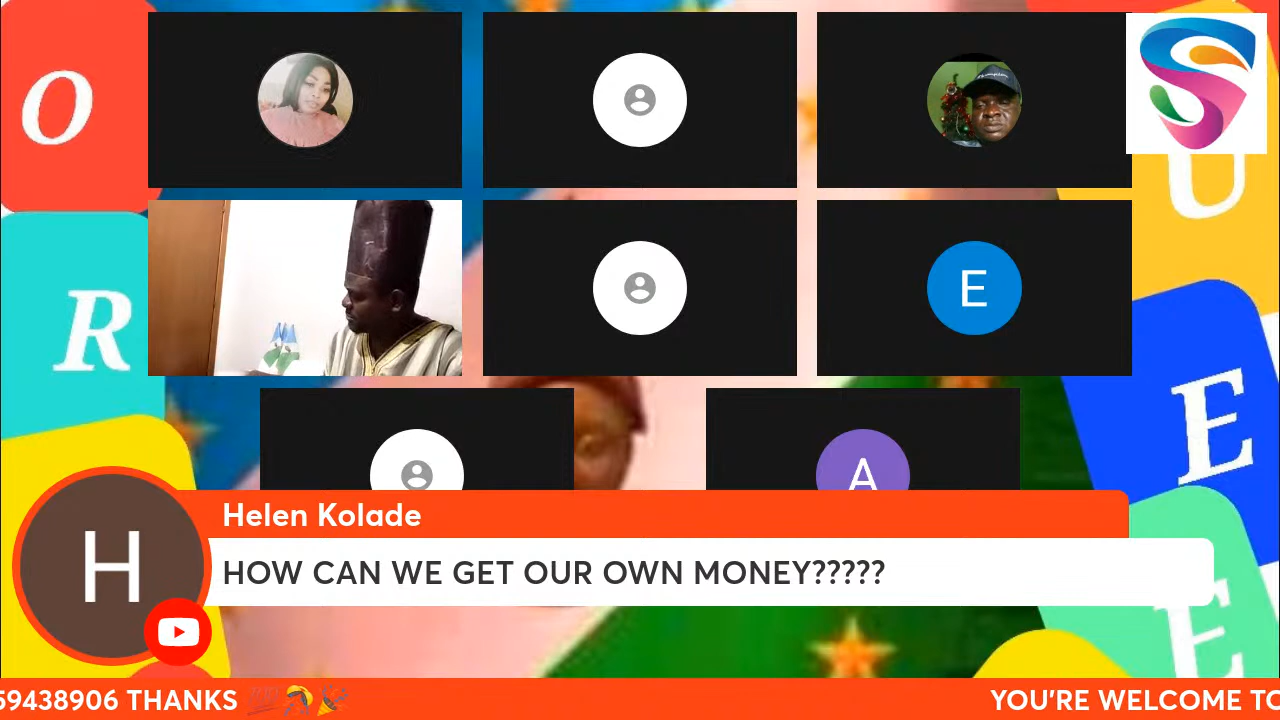 O
R
U
E
E
E
A
Helen Kolade
H
HOW CAN WE GET OUR OWN MONEY?????
59438906 THANKS
YOU'RE WELCOME TO